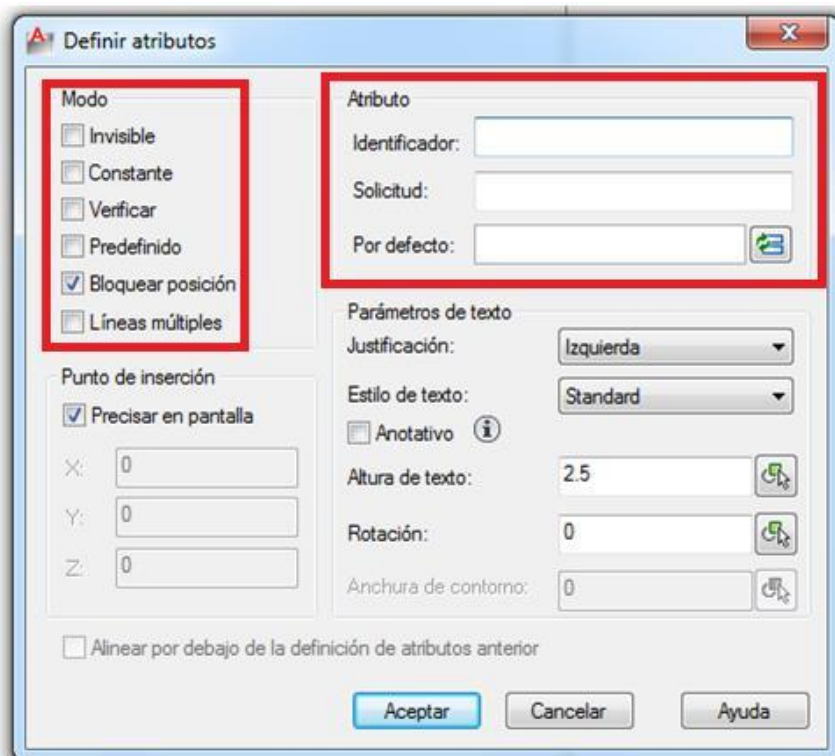 Definir atributos
Modo
Invisible
Constante
Verificar
Predefinido
Bloquear posición
Líneas múltiples
Atributo
Identificador:
Solicitud:
Por defecto:
Punto de inserción
Precisar en pantalla
X: 0
Y: 0
Z: 0
Parámetros de texto
Justificación: Izquierda
Estilo de texto: Standard
Anotativo
Altura de texto: 2.5
Rotación: 0
Anchura de contorno: 0
Alinear por debajo de la definición de atributos anterior
Aceptar Cancelar Ayuda